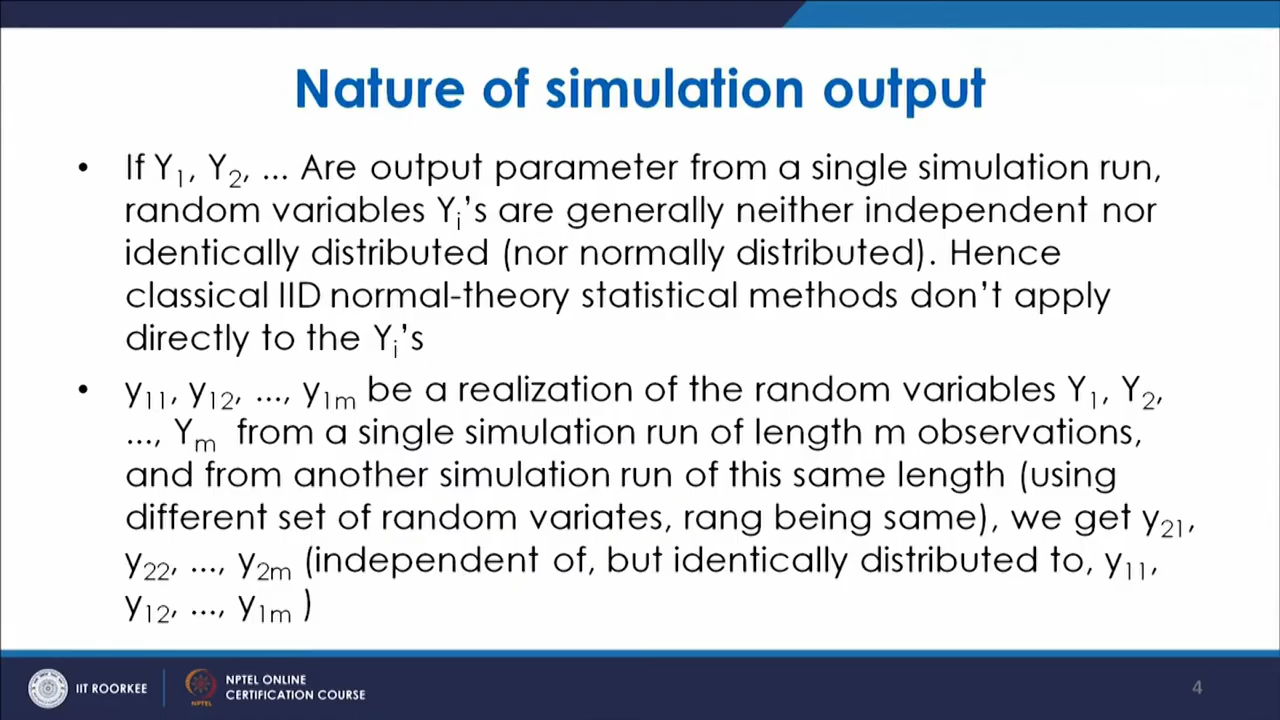 Nature of simulation output
• If Y₁, Y₂, ... Are output parameter from a single simulation run,
random variables Yᵢ's are generally neither independent nor
identically distributed (nor normally distributed). Hence
classical IID normal-theory statistical methods don't apply
directly to the Yᵢ's
• y₁₁, y₁₂, ..., y₁ₘ be a realization of the random variables Y₁, Y₂,
..., Yₘ from a single simulation run of length m observations,
and from another simulation run of this same length (using
different set of random variates, rang being same), we get y₂₁,
y₂₂, ..., y₂ₘ (independent of, but identically distributed to, y₁₁,
y₁₂, ..., y₁ₘ )
IIT ROORKEE
NPTEL
NPTEL ONLINE
CERTIFICATION COURSE
4